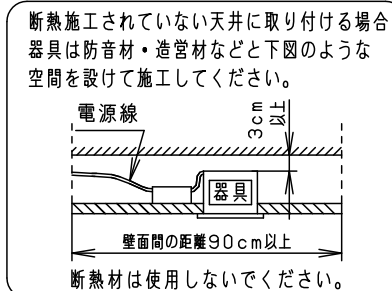 断熱施工されていない天井に取り付ける場合
器具は防音材・造営材などと下図のような
空間を設けて施工してください。
電源線
3cm
以上
器具
壁面間の距離90cm以上
断熱材は使用しないでください。